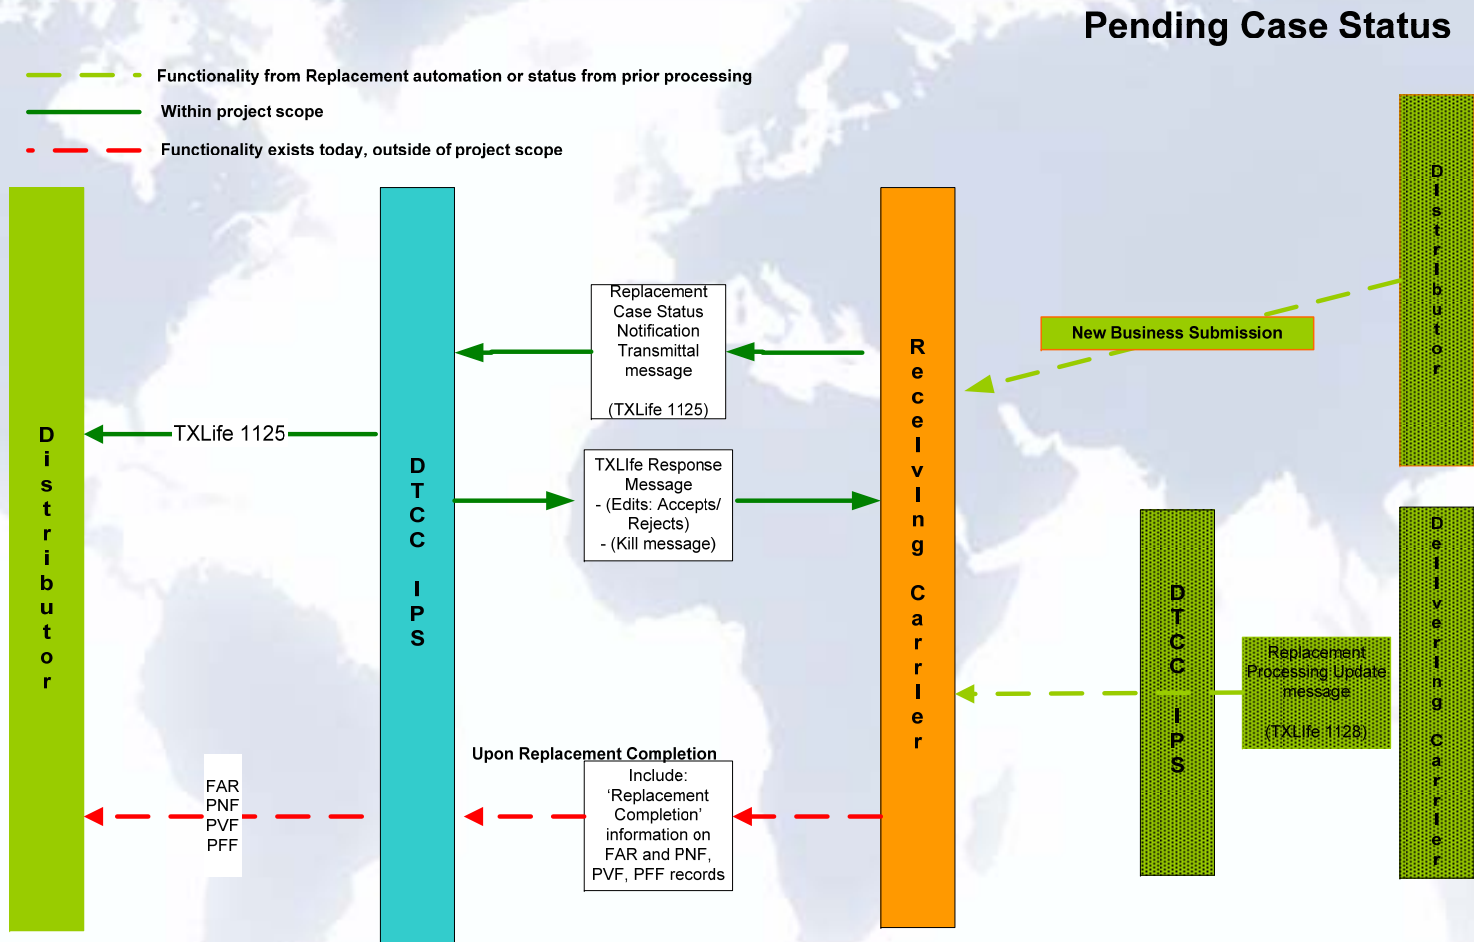 Pending Case Status
Functionality from Replacement automation or status from prior processing
Within project scope
Functionality exists today, outside of project scope
Distributor
TXLife 1125
FAR
PNF
PVF
PFF
DTCC IPS
Replacement
Case Status
Notification
Transmittal
message
(TXLife 1125)
TXLIfe Response
Message
- (Edits: Accepts/
Rejects)
- (Kill message)
Upon Replacement Completion
Include:
‘Replacement
Completion’
information on
FAR and PNF,
PVF, PFF records
ReceIvIng CarrIer
New Business Submission
DIstrIbutor
DTCC IPS
Replacement
Processing Update
message
(TXLIfe 1128)
DelIverIng CarrIer